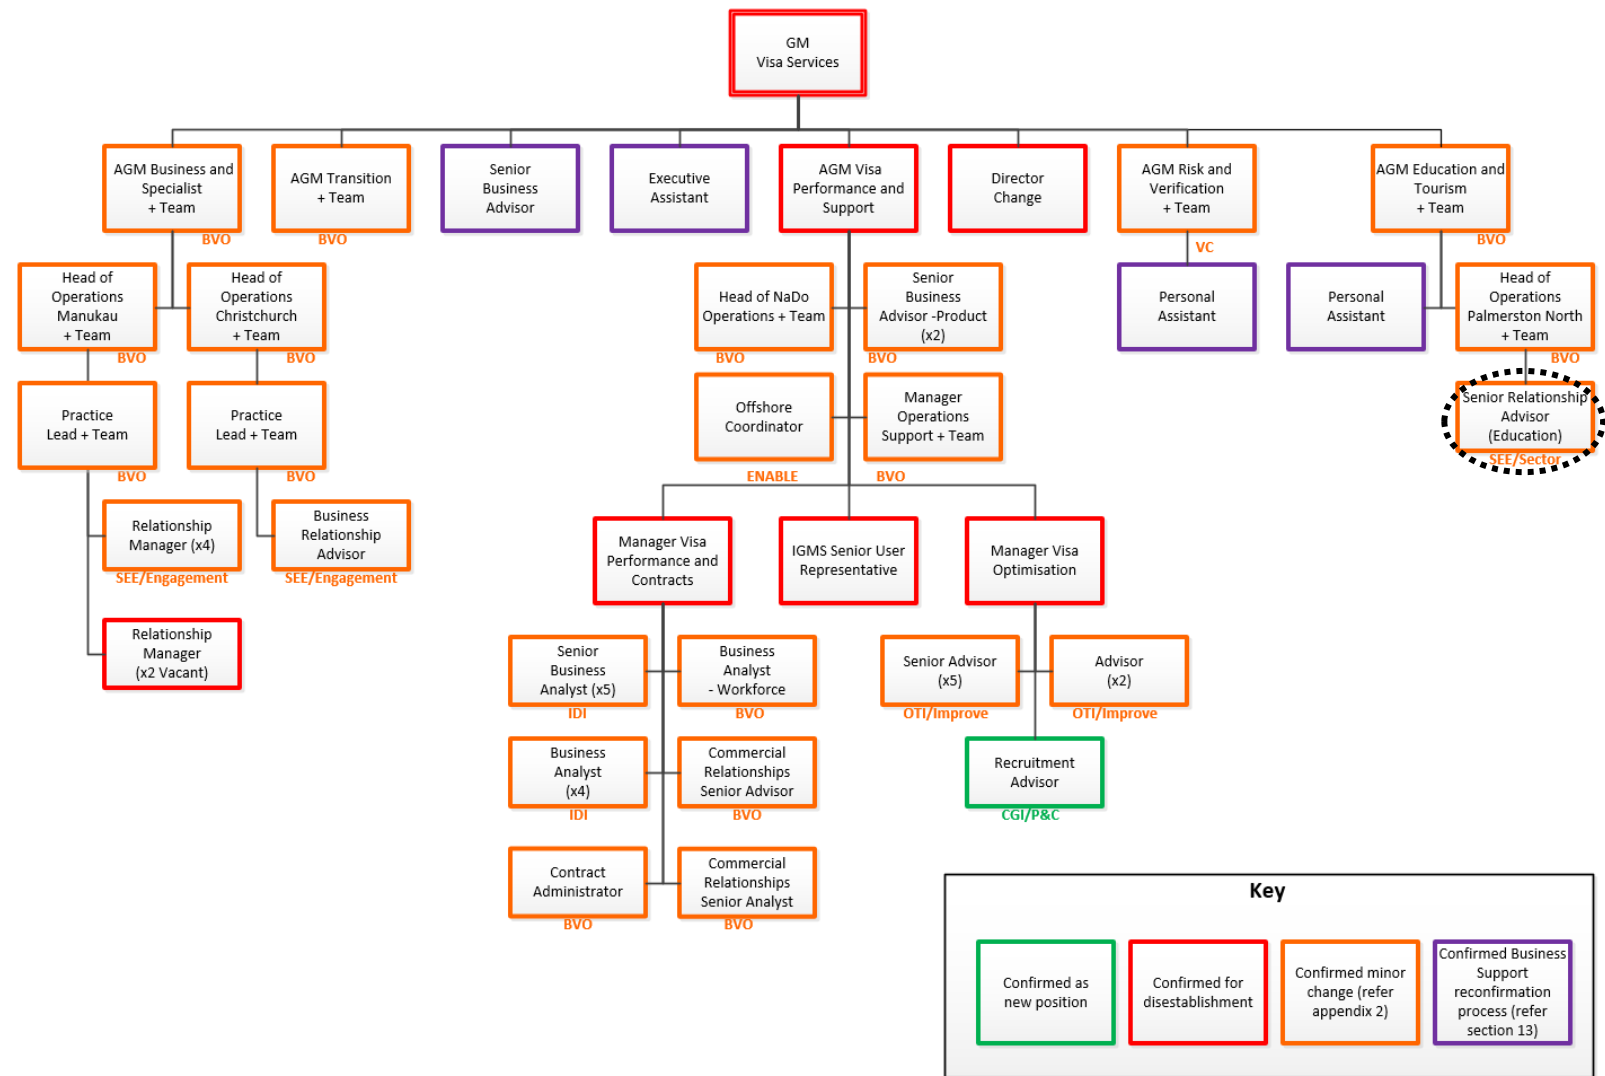 GM
Visa Services
AGM Business and
Specialist
+ Team
BVO
AGM Transition
+ Team
BVO
Senior
Business
Advisor
Executive
Assistant
AGM Visa
Performance and
Support
Director
Change
AGM Risk and
Verification
+ Team
VC
AGM Education and
Tourism
+ Team
BVO
Head of
Operations
Manukau
+ Team
BVO
Head of
Operations
Christchurch
+ Team
BVO
Head of NaDo
Operations + Team
BVO
Senior
Business
Advisor -Product
(x2)
BVO
Personal
Assistant
Personal
Assistant
Head of
Operations
Palmerston North
+ Team
BVO
Practice
Lead + Team
BVO
Practice
Lead + Team
BVO
Offshore
Coordinator
ENABLE
Manager
Operations
Support + Team
BVO
Senior Relationship
Advisor
(Education)
SEE/Sector
Relationship
Manager (x4)
SEE/Engagement
Business
Relationship
Advisor
SEE/Engagement
Manager Visa
Performance and
Contracts
IGMS Senior User
Representative
Manager Visa
Optimisation
Relationship
Manager
(x2 Vacant)
Senior
Business
Analyst (x5)
IDI
Business
Analyst
- Workforce
BVO
Senior Advisor
(x5)
OTI/Improve
Advisor
(x2)
OTI/Improve
Business
Analyst
(x4)
IDI
Commercial
Relationships
Senior Advisor
BVO
Recruitment
Advisor
CGI/P&C
Contract
Administrator
BVO
Commercial
Relationships
Senior Analyst
BVO
Key
Confirmed as
new position
Confirmed for
disestablishment
Confirmed minor
change (refer
appendix 2)
Confirmed Business
Support
reconfirmation
process (refer
section 13)